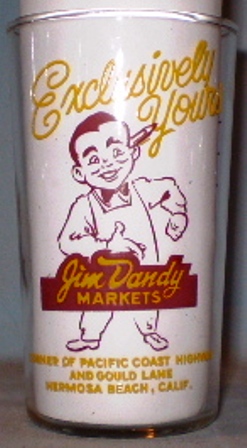 Exclusively
Yours
Jim Dandy
MARKETS
CORNER OF PACIFIC COAST HIGHWAY
AND GOULD LANE
HERMOSA BEACH, CALIF.